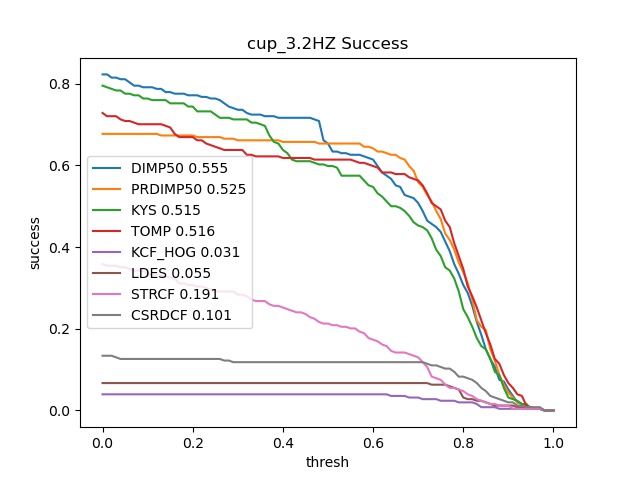 cup_3.2HZ Success
success
0.8
0.6
0.4
0.2
0.0
DIMP50 0.555
PRDIMP50 0.525
KYS 0.515
TOMP 0.516
KCF_HOG 0.031
LDES 0.055
STRCF 0.191
CSRDCF 0.101
0.0 0.2 0.4 0.6 0.8 1.0
thresh